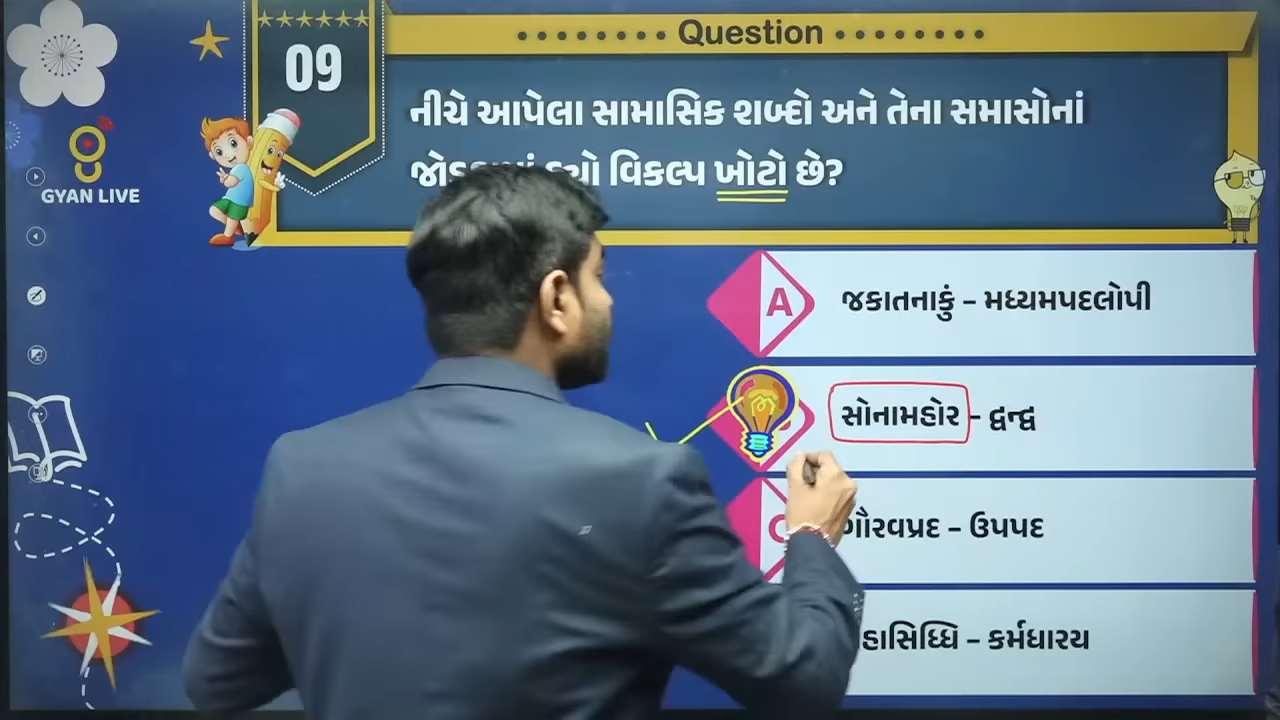 Question
09
નીચે આપેલા સામાસિક શબ્દો અને તેના સમાસોનાં
વિકલ્પ ખોટો છે?
GYAN LIVE
A જકાતનાકું – મધ્યમપદલોપી
સોનામહોર – દ્વન્દ્વ
C ગૌરવપ્રદ – ઉપપદ
– કર્મધારય